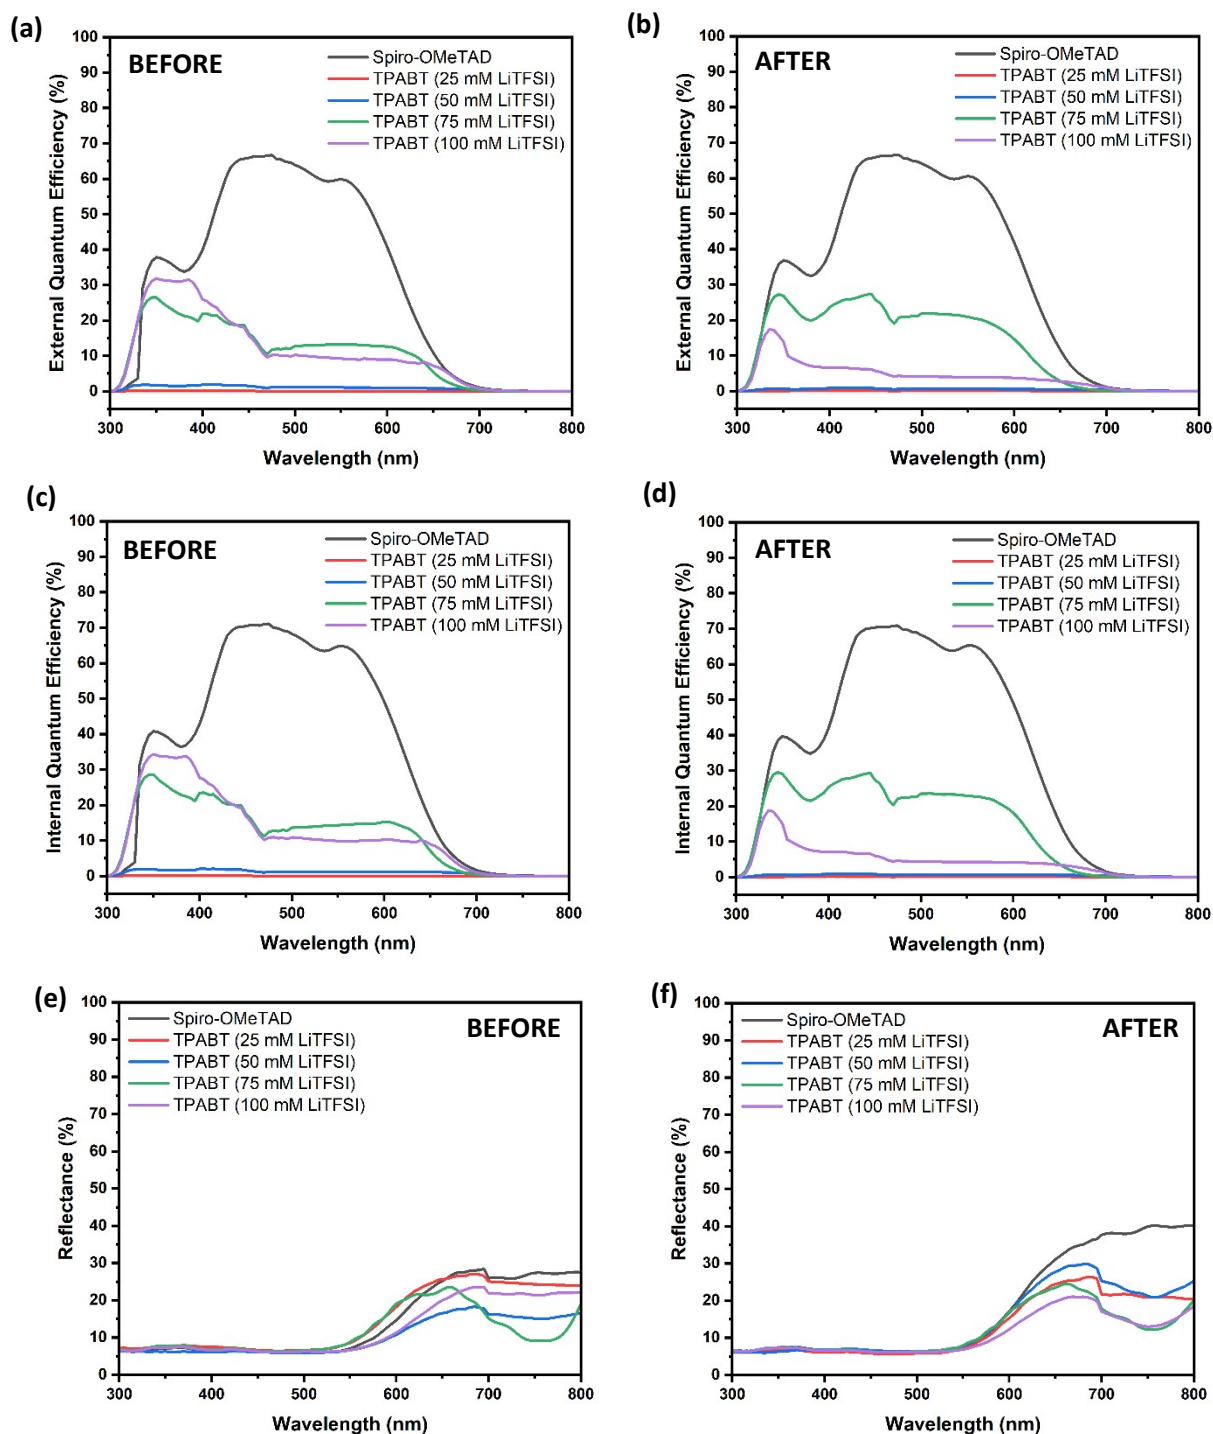 (a)
BEFORE
Spiro-OMeTAD
TPABT (25 mM LiTFSI)
TPABT (50 mM LiTFSI)
TPABT (75 mM LiTFSI)
TPABT (100 mM LiTFSI)
External Quantum Efficiency (%)
100
90
80
70
60
50
40
30
20
10
0
300 400 500 600 700 800
Wavelength (nm)
(b)
AFTER
Spiro-OMeTAD
TPABT (25 mM LiTFSI)
TPABT (50 mM LiTFSI)
TPABT (75 mM LiTFSI)
TPABT (100 mM LiTFSI)
External Quantum Efficiency (%)
100
90
80
70
60
50
40
30
20
10
0
300 400 500 600 700 800
Wavelength (nm)
(c)
BEFORE
Spiro-OMeTAD
TPABT (25 mM LiTFSI)
TPABT (50 mM LiTFSI)
TPABT (75 mM LiTFSI)
TPABT (100 mM LiTFSI)
Internal Quantum Efficiency (%)
100
90
80
70
60
50
40
30
20
10
0
300 400 500 600 700 800
Wavelength (nm)
(d)
AFTER
Spiro-OMeTAD
TPABT (25 mM LiTFSI)
TPABT (50 mM LiTFSI)
TPABT (75 mM LiTFSI)
TPABT (100 mM LiTFSI)
Internal Quantum Efficiency (%)
100
90
80
70
60
50
40
30
20
10
0
300 400 500 600 700 800
Wavelength (nm)
(e)
BEFORE
Spiro-OMeTAD
TPABT (25 mM LiTFSI)
TPABT (50 mM LiTFSI)
TPABT (75 mM LiTFSI)
TPABT (100 mM LiTFSI)
Reflectance (%)
100
90
80
70
60
50
40
30
20
10
0
300 400 500 600 700 800
Wavelength (nm)
(f)
AFTER
Spiro-OMeTAD
TPABT (25 mM LiTFSI)
TPABT (50 mM LiTFSI)
TPABT (75 mM LiTFSI)
TPABT (100 mM LiTFSI)
Reflectance (%)
100
90
80
70
60
50
40
30
20
10
0
300 400 500 600 700 800
Wavelength (nm)